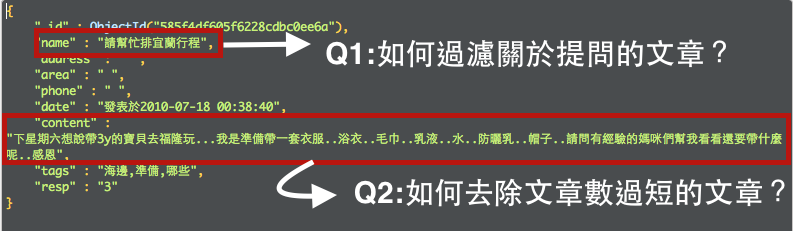 {
"_id" : ObjectId("585f4df605f6228cdbc0ee6a"),
"name" : "請幫忙排宜蘭行程",
Q1:如何過濾關於提問的文章？
"address" : " ",
"area" : " ",
"phone" : " ",
"date" : "發表於2010-07-18 00:38:40",
"content" :
"下星期六想說帶3y的寶貝去福隆玩...我是準備帶一套衣服..浴衣..毛巾..乳液..水..防曬乳..帽子..請問有經驗的媽咪們幫我看看還要帶什麼
呢..感恩",
"tags" : "海邊,準備,哪些",
"resp" : "3"
Q2:如何去除文章數過短的文章？
}